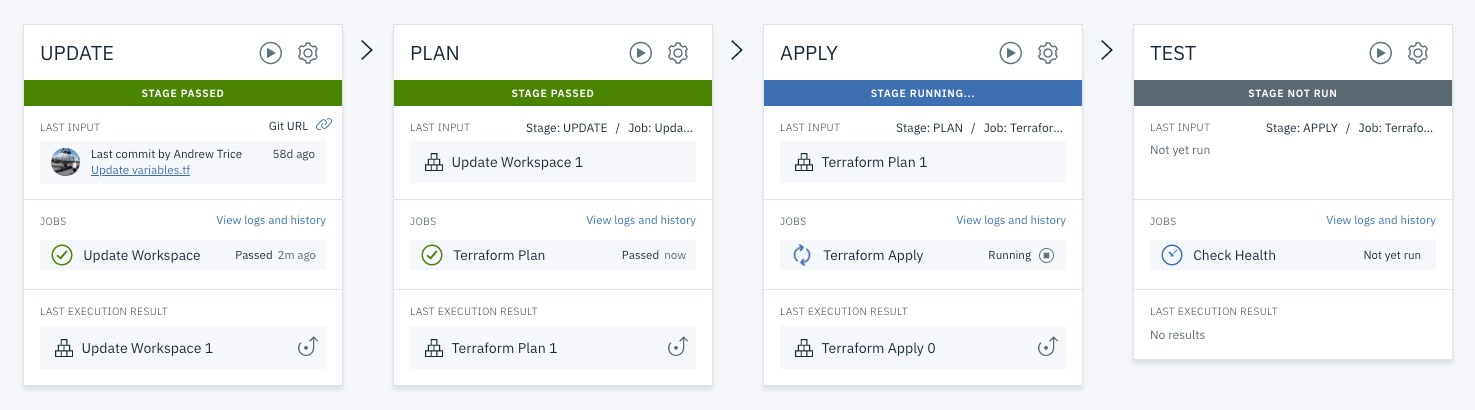 UPDATE
STAGE PASSED
LAST INPUT Git URL
Last commit by Andrew Trice 58d ago
Update variables.tf
JOBS View logs and history
Update Workspace Passed 2m ago
LAST EXECUTION RESULT
Update Workspace 1
PLAN
STAGE PASSED
LAST INPUT Stage: UPDATE / Job: Upda...
Update Workspace 1
JOBS View logs and history
Terraform Plan Passed now
LAST EXECUTION RESULT
Terraform Plan 1
APPLY
STAGE RUNNING...
LAST INPUT Stage: PLAN / Job: Terrafor...
Terraform Plan 1
JOBS View logs and history
Terraform Apply Running
LAST EXECUTION RESULT
Terraform Apply 0
TEST
STAGE NOT RUN
LAST INPUT Stage: APPLY / Job: Terrafo...
Not yet run
JOBS View logs and history
Check Health Not yet run
LAST EXECUTION RESULT
No results